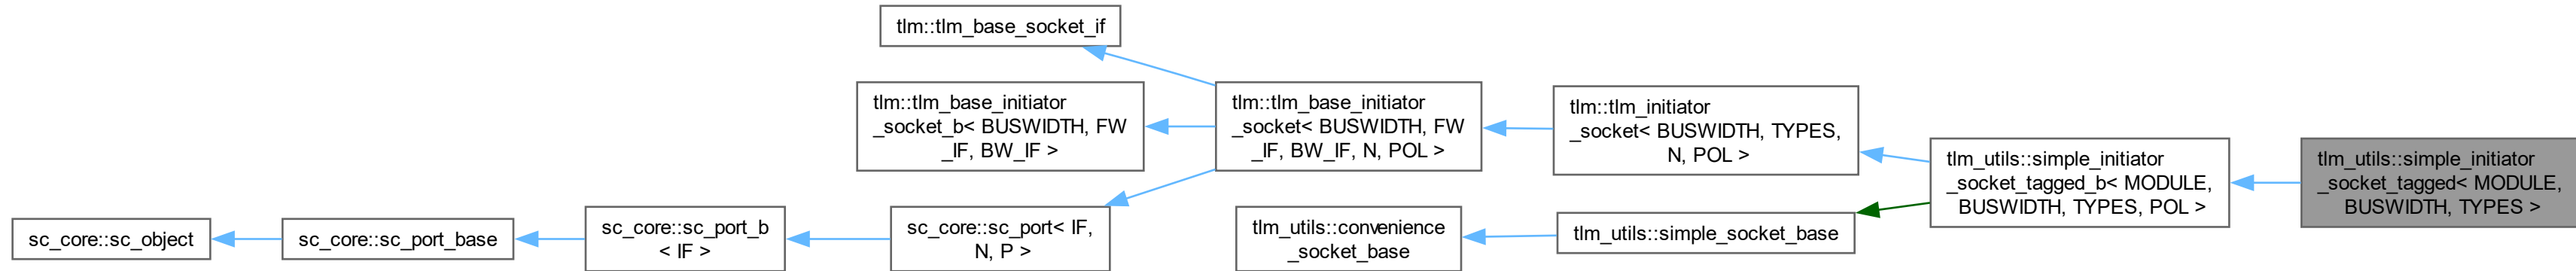 tlm::tlm_base_socket_if
tlm::tlm_base_initiator
_socket_b< BUSWIDTH, FW
_IF, BW_IF >
tlm::tlm_base_initiator
_socket< BUSWIDTH, FW
_IF, BW_IF, N, POL >
tlm::tlm_initiator
_socket< BUSWIDTH, TYPES,
N, POL >
tlm_utils::simple_initiator
_socket_tagged_b< MODULE,
BUSWIDTH, TYPES, POL >
tlm_utils::simple_initiator
_socket_tagged< MODULE,
BUSWIDTH, TYPES >
sc_core::sc_object
sc_core::sc_port_base
sc_core::sc_port_b
< IF >
sc_core::sc_port< IF,
N, P >
tlm_utils::convenience
_socket_base
tlm_utils::simple_socket_base